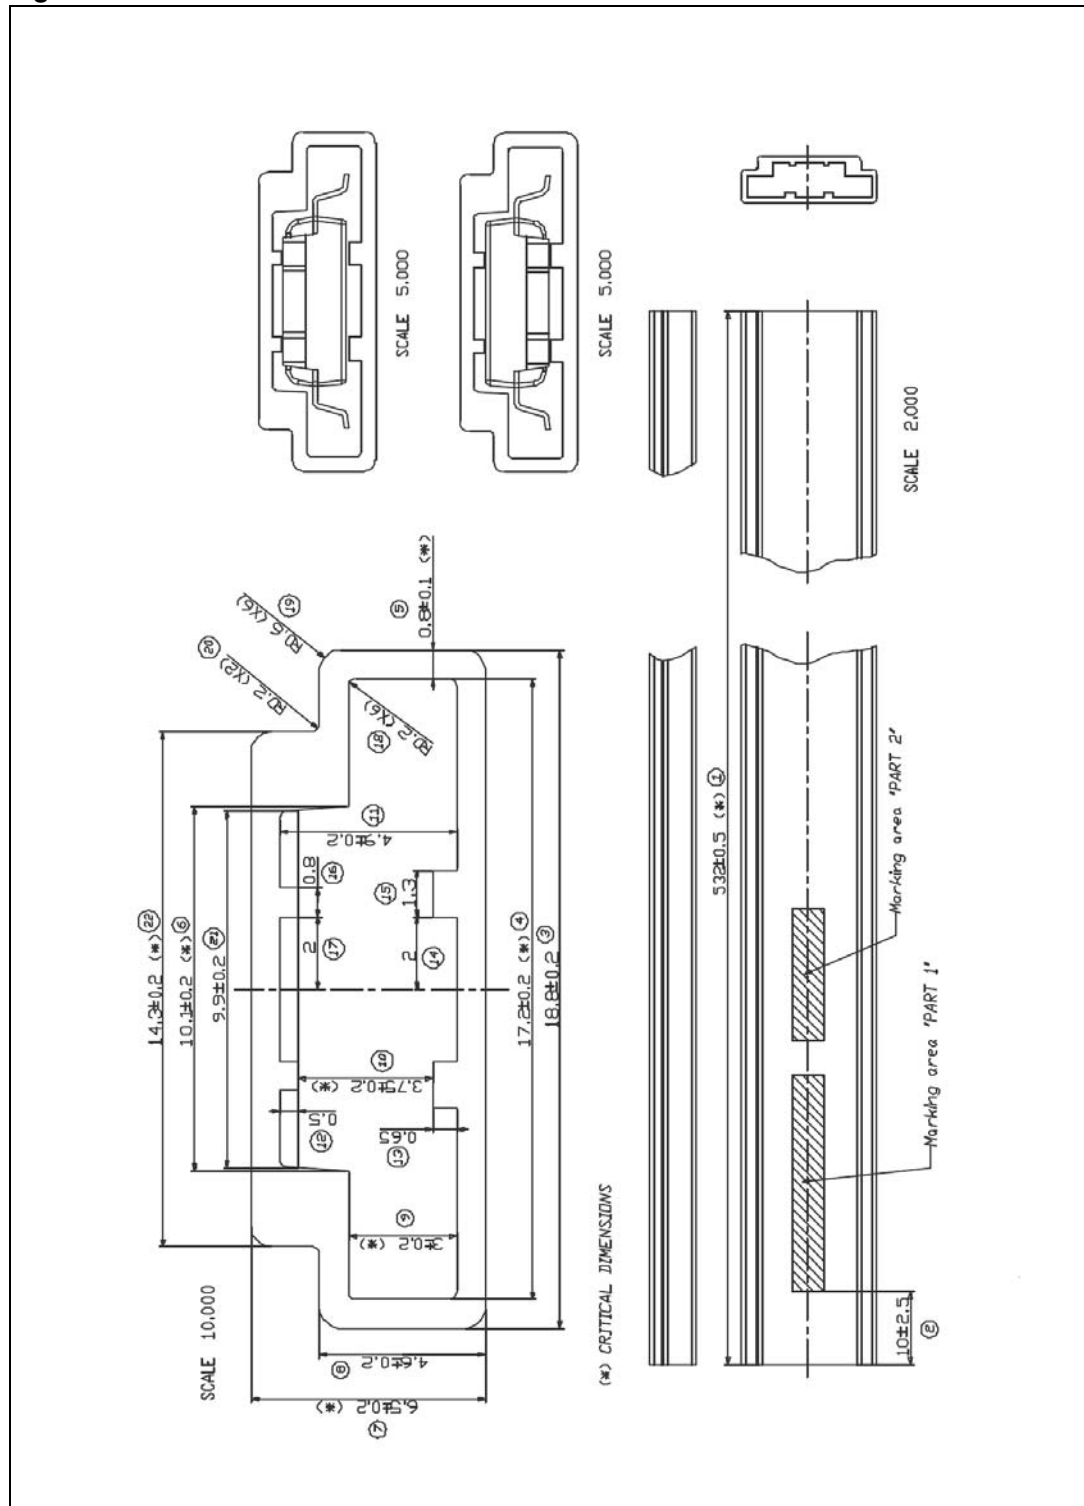 SCALE 5,000
SCALE 5,000
SCALE 2,000
SCALE 10,000
14,3±0.2 (*) 22
10,1±0.2 (*) 6
9,9±0.2 21
R0,2 (X2) 20
R0,6 (X6) 19
0,8±0,1 (*) 5
R0,2 (X6) 18
4,9±0,2 11
0,8 16
2 17
1,3 15
2 14
17,2±0,2 (*) 4
18,8±0,2 3
3,75±0,2 (*) 10
0,5 12
0,65 13
3±0,2 (*) 9
4,6±0,2 8
6,5±0,2 (*) 7
(*) CRITICAL DIMENSIONS
532±0,5 (*) 1
Marking area "PART 2"
Marking area "PART 1"
10±2,5 2